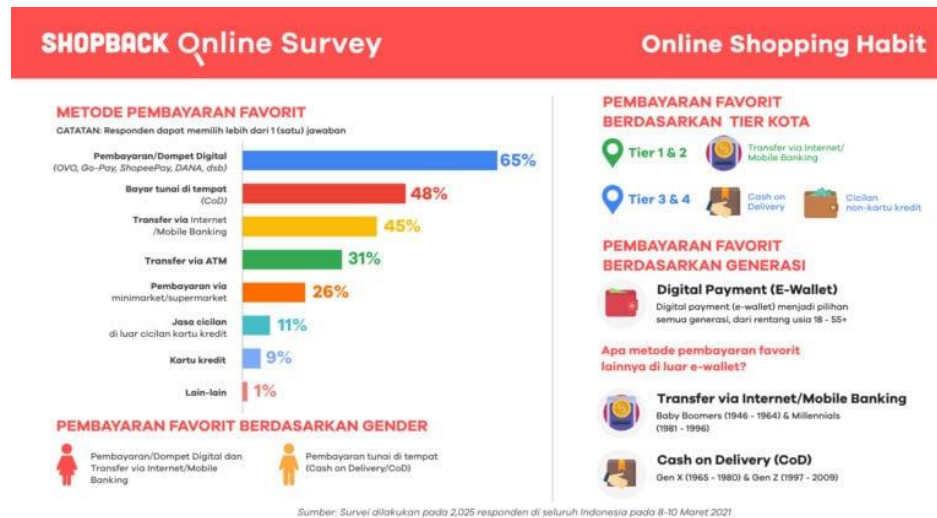 SHOPBACK Online Survey
Online Shopping Habit
METODE PEMBAYARAN FAVORIT
CATATAN: Responden dapat memilih lebih dari 1 (satu) jawaban
Pembayaran/Dompet Digital
(OVO, Go-Pay, ShopeePay, DANA, dsb)
65%
Bayar tunai di tempat
(CoD)
48%
Transfer via Internet
/Mobile Banking
45%
Transfer via ATM
31%
Pembayaran via
minimarket/supermarket
26%
Jasa cicilan
di luar cicilan kartu kredit
11%
Kartu kredit
9%
Lain-lain
1%
PEMBAYARAN FAVORIT BERDASARKAN GENDER
Pembayaran/Dompet Digital dan
Transfer via Internet/Mobile
Banking
Pembayaran tunai di tempat
(Cash on Delivery/CoD)
PEMBAYARAN FAVORIT
BERDASARKAN TIER KOTA
Tier 1 & 2
Transfer via Internet/
Mobile Banking
Tier 3 & 4
Cash on
Delivery
Cicilan
non-kartu kredit
PEMBAYARAN FAVORIT
BERDASARKAN GENERASI
Digital Payment (E-Wallet)
Digital payment (e-wallet) menjadi pilihan
semua generasi, dari rentang usia 18 - 55+
Apa metode pembayaran favorit
lainnya di luar e-wallet?
Transfer via Internet/Mobile Banking
Baby Boomers (1946 - 1964) & Millennials
(1981 - 1996)
Cash on Delivery (CoD)
Gen X (1965 - 1980) & Gen Z (1997 - 2009)
Sumber: Survei dilakukan pada 2,025 responden di seluruh Indonesia pada 8-10 Maret 2021